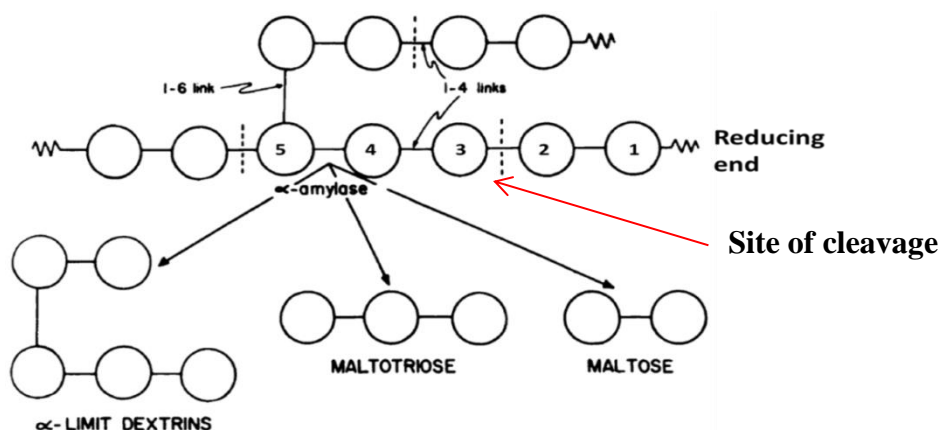 1-6 link
1-4 links
5 4 3 2 1
Reducing
end
∝-amylase
Site of cleavage
MALTOTRIOSE
MALTOSE
∝-LIMIT DEXTRINS